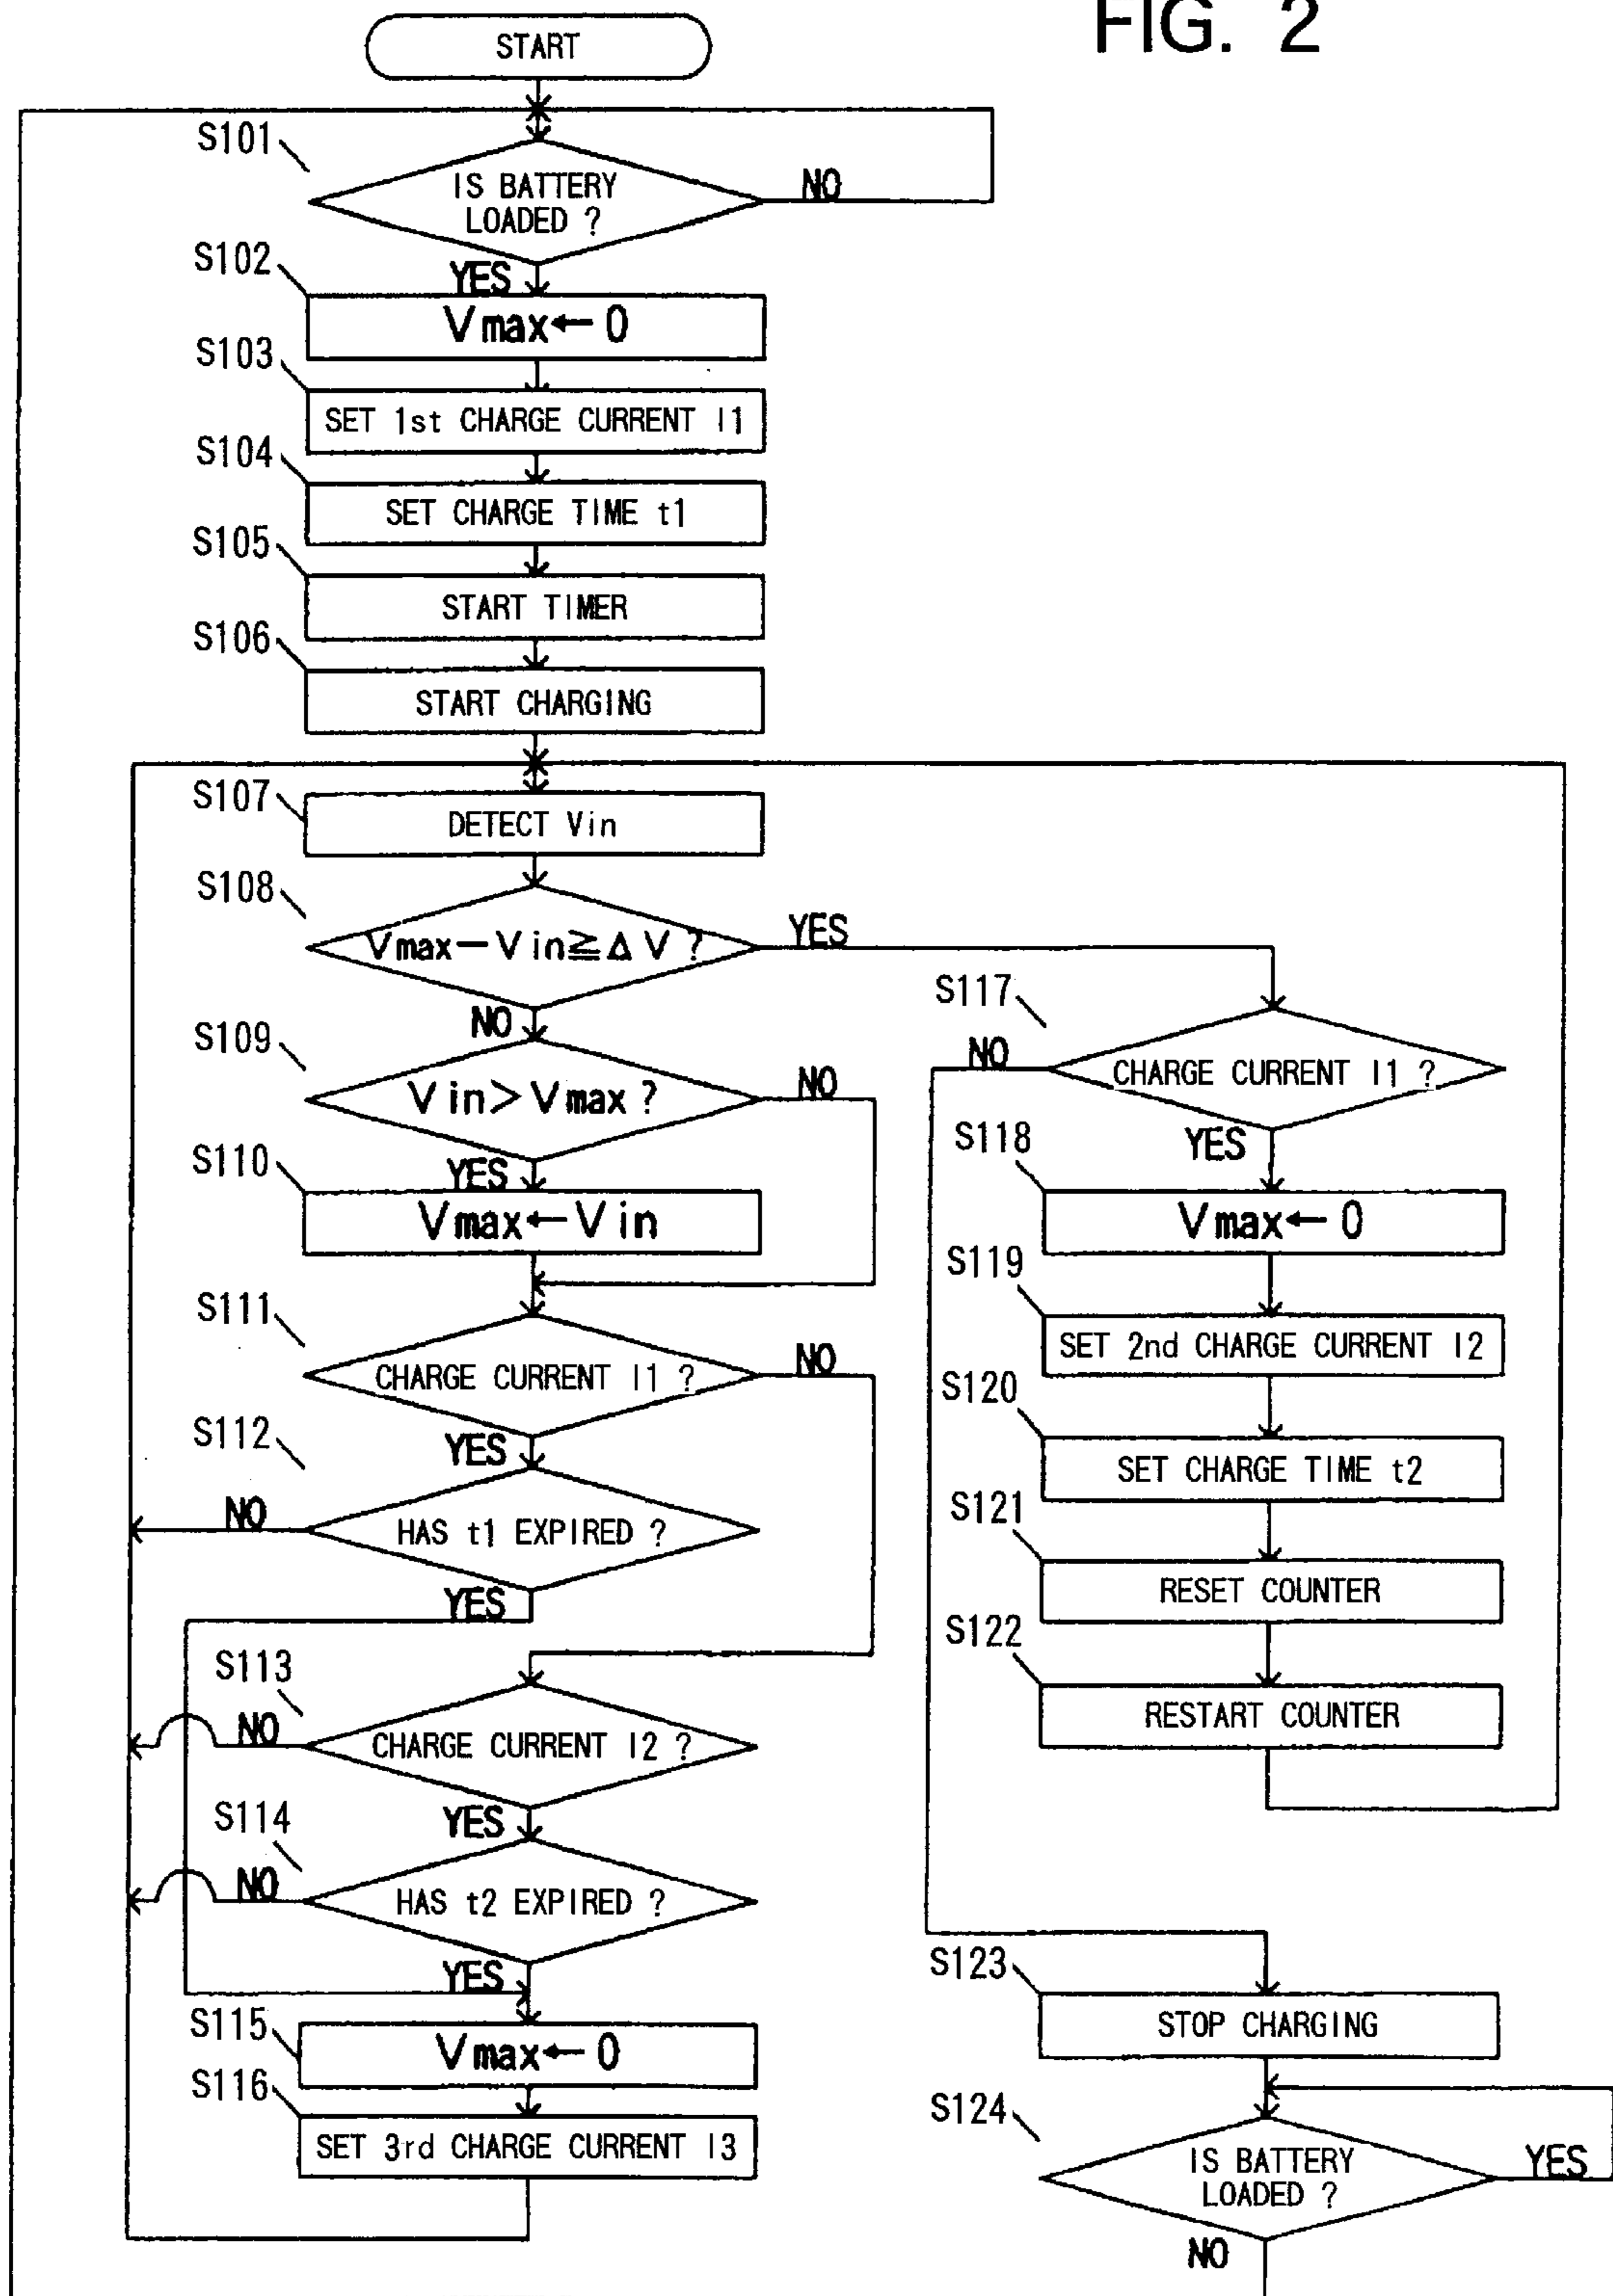 FIG. 2
START
S101
IS BATTERY
LOADED ?
NO
S102
YES
Vmax←0
S103
SET 1st CHARGE CURRENT I1
S104
SET CHARGE TIME t1
S105
START TIMER
S106
START CHARGING
S107
DETECT Vin
S108
Vmax−Vin≧ΔV ?
YES
NO
S109
Vin>Vmax ?
NO
YES
S110
Vmax←Vin
S111
CHARGE CURRENT I1 ?
NO
YES
S112
HAS t1 EXPIRED ?
NO
YES
S113
CHARGE CURRENT I2 ?
NO
YES
S114
HAS t2 EXPIRED ?
NO
YES
S115
Vmax←0
S116
SET 3rd CHARGE CURRENT I3
S117
CHARGE CURRENT I1 ?
NO
YES
S118
Vmax←0
S119
SET 2nd CHARGE CURRENT I2
S120
SET CHARGE TIME t2
S121
RESET COUNTER
S122
RESTART COUNTER
S123
STOP CHARGING
S124
IS BATTERY
LOADED ?
YES
NO